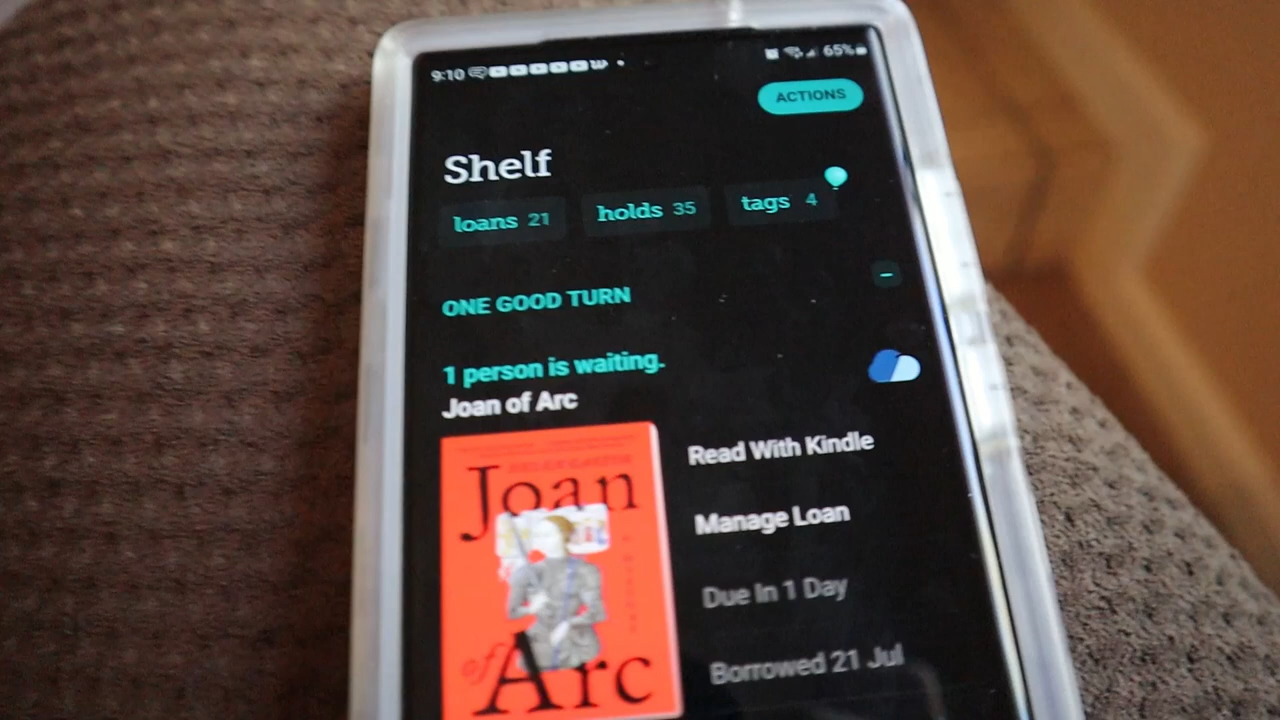 9:10
65%
ACTIONS
Shelf
loans 21
holds 35
tags 4
ONE GOOD TURN
1 person is waiting.
Joan of Arc
Read With Kindle
Manage Loan
Due In 1 Day
Borrowed 21 Jul
Joan
of Arc